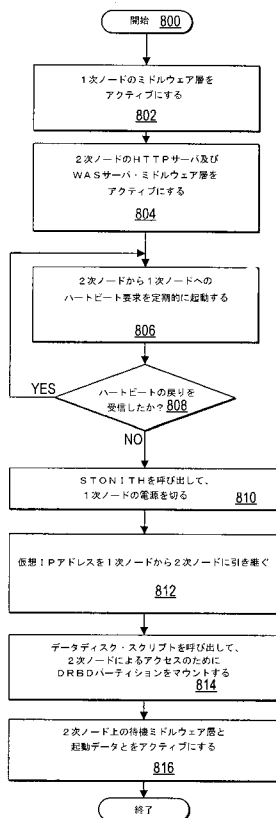 開始 800
1次ノードのミドルウェア層を
アクティブにする
802
2次ノードのHTTPサーバ及び
WASサーバ・ミドルウェア層を
アクティブにする
804
2次ノードから1次ノードへの
ハートビート要求を定期的に起動する
806
ハートビートの戻りを
受信したか? 808
YES
NO
STONITHを呼出して、
1次ノードの電源を切る
810
仮想IPアドレスを1次ノードから2次ノードに引き継ぐ
812
データディスク・スクリプトを呼出して、
2次ノードによるアクセスのために
DRBDパーティションをマウントする
814
2次ノード上の待機ミドルウェア層と
起動データとをアクティブにする
816
終了